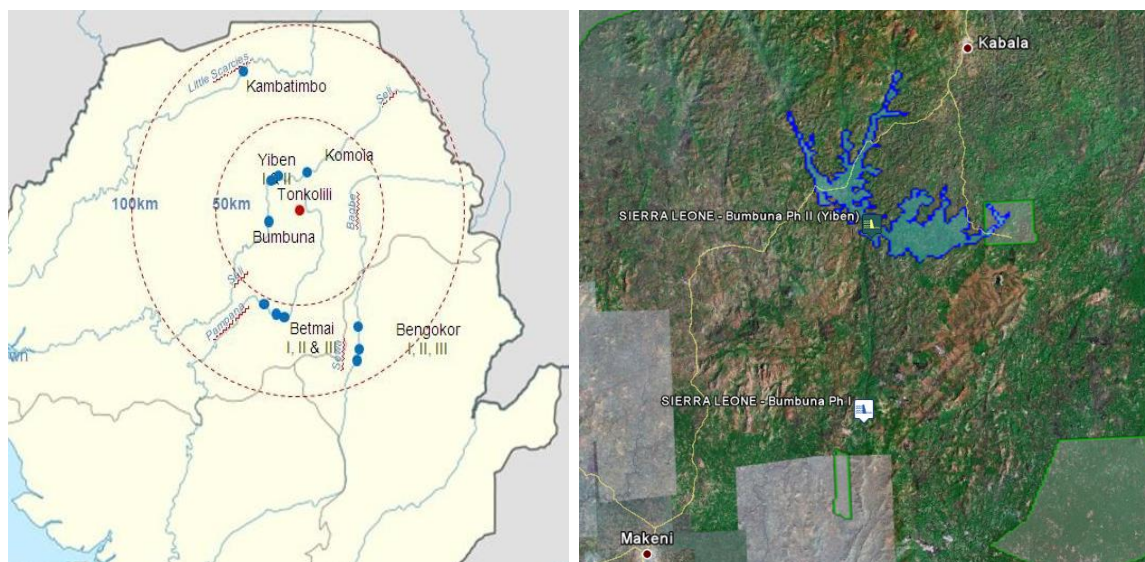 Little Scarcies
Kambatimbo
Seli
Yiben
I & II
Komoia
Tonkolili
100km
50km
Bagbe
Bumbuna
Seli
Pampana
Betmai
I, II & III
Bengokor
I, II, III
wn
Kabala
SIERRA LEONE - Bumbuna Ph II (Yiben)
SIERRA LEONE - Bumbuna Ph I
Makeni